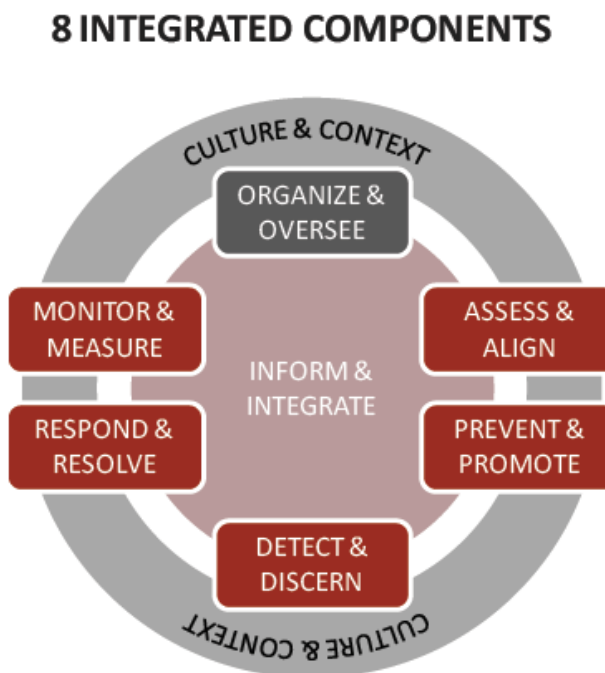 8 INTEGRATED COMPONENTS
CULTURE & CONTEXT
ORGANIZE &
OVERSEE
MONITOR &
MEASURE
ASSESS &
ALIGN
INFORM &
INTEGRATE
RESPOND &
RESOLVE
PREVENT &
PROMOTE
DETECT &
DISCERN
CULTURE & CONTEXT